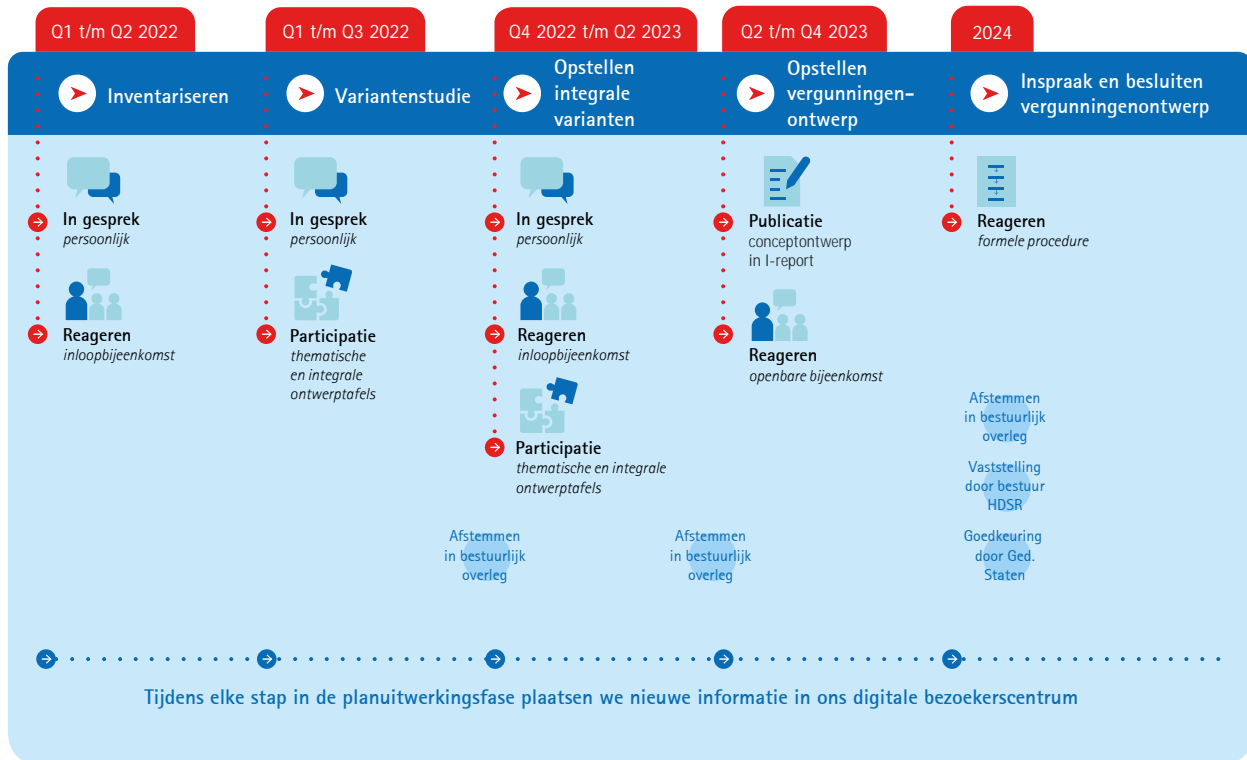 Q1 t/m Q2 2022
Inventariseren
In gesprek
persoonlijk
Reageren
inloopbijeenkomst
Q1 t/m Q3 2022
Variantenstudie
In gesprek
persoonlijk
Participatie
thematische
en integrale
ontwerptafels
Q4 2022 t/m Q2 2023
Opstellen
integrale
varianten
In gesprek
persoonlijk
Reageren
inloopbijeenkomst
Participatie
thematische en integrale
ontwerptafels
Afstemmen
in bestuurlijk
overleg
Q2 t/m Q4 2023
Opstellen
vergunningen-
ontwerp
Publicatie
conceptontwerp
in I-report
Reageren
openbare bijeenkomst
Afstemmen
in bestuurlijk
overleg
2024
Inspraak en besluiten
vergunningenontwerp
Reageren
formele procedure
Afstemmen
in bestuurlijk
overleg
Vaststelling
door bestuur
HDSR
Goedkeuring
door Ged.
Staten
Tijdens elke stap in de planuitwerkingsfase plaatsen we nieuwe informatie in ons digitale bezoekerscentrum